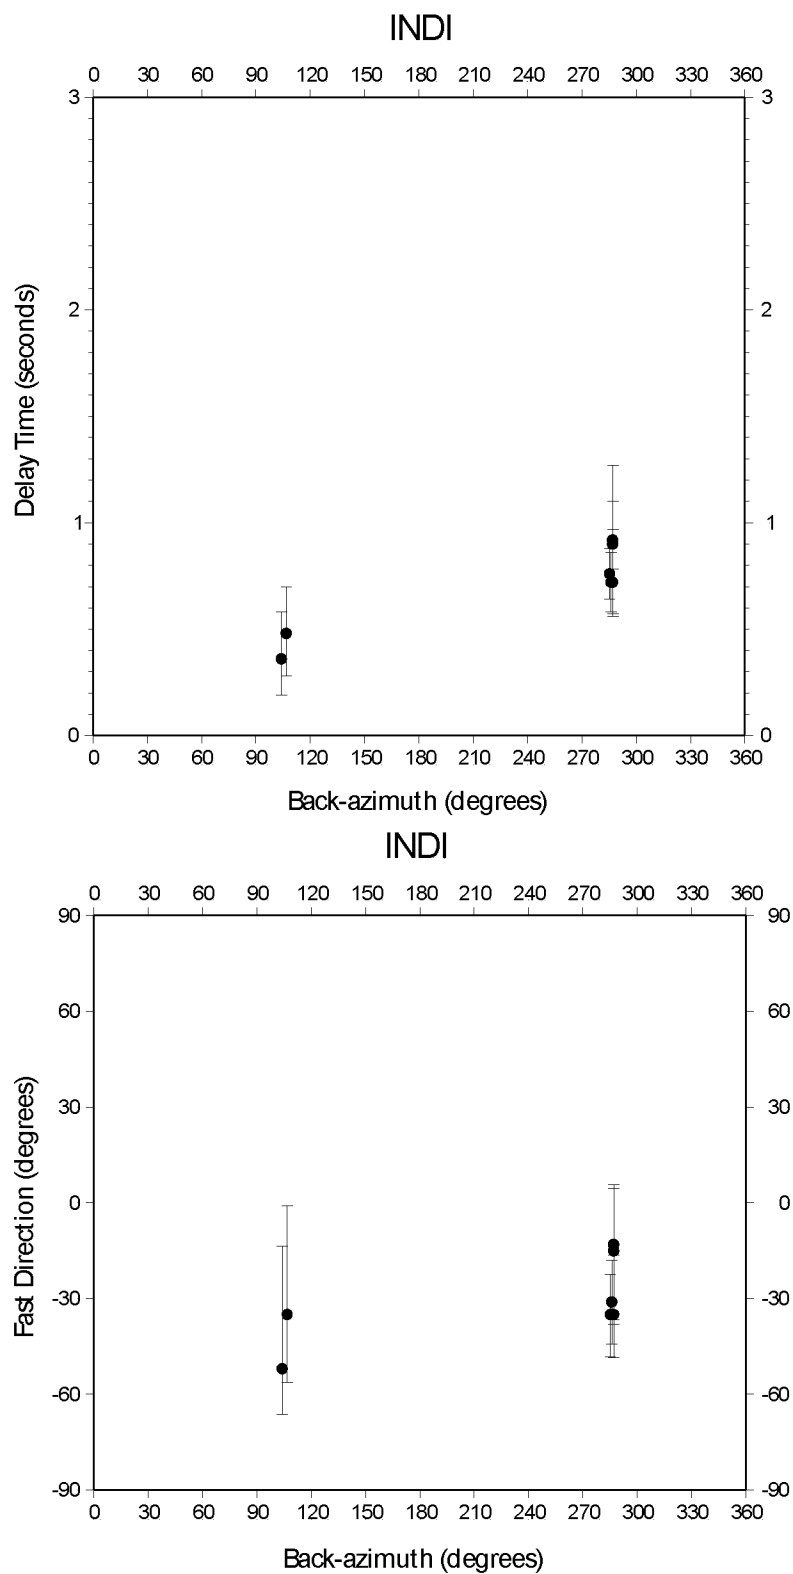 INDI
0 30 60 90 120 150 180 210 240 270 300 330 360
3 3
2 2
1 1
0 0
Delay Time (seconds)
0 30 60 90 120 150 180 210 240 270 300 330 360
Back-azimuth (degrees)
INDI
0 30 60 90 120 150 180 210 240 270 300 330 360
90 90
60 60
30 30
0 0
-30 -30
-60 -60
-90 -90
Fast Direction (degrees)
0 30 60 90 120 150 180 210 240 270 300 330 360
Back-azimuth (degrees)